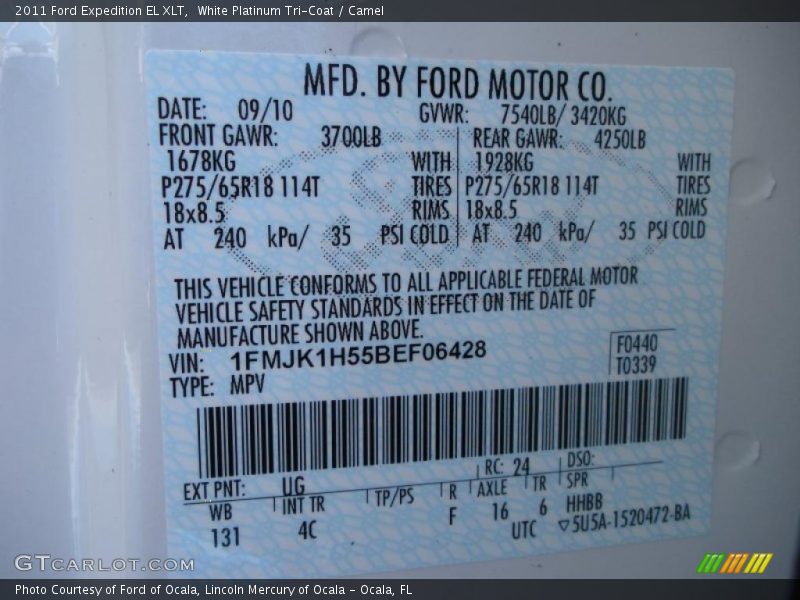 2011 Ford Expedition EL XLT,  White Platinum Tri-Coat / Camel
MFD. BY FORD MOTOR CO.
DATE: 09/10 GVWR: 7540LB/ 3420KG
FRONT GAWR: 3700LB REAR GAWR: 4250LB
1678KG WITH 1928KG WITH
P275/65R18 114T TIRES P275/65R18 114T TIRES
18x8.5 RIMS 18x8.5 RIMS
AT 240 kPa/ 35 PSI COLD AT 240 kPa/ 35 PSI COLD
THIS VEHICLE CONFORMS TO ALL APPLICABLE FEDERAL MOTOR
VEHICLE SAFETY STANDARDS IN EFFECT ON THE DATE OF
MANUFACTURE SHOWN ABOVE.
VIN: 1FMJK1H55BEF06428 F0440
TYPE: MPV T0339
EXT PNT: UG RC: 24 DSO:
WB INT TR TP/PS R AXLE TR SPR
131 4C F 16 6 HHBB
UTC ▽5U5A-1520472-BA
GTCARLOT.COM
Photo Courtesy of Ford of Ocala, Lincoln Mercury of Ocala - Ocala, FL